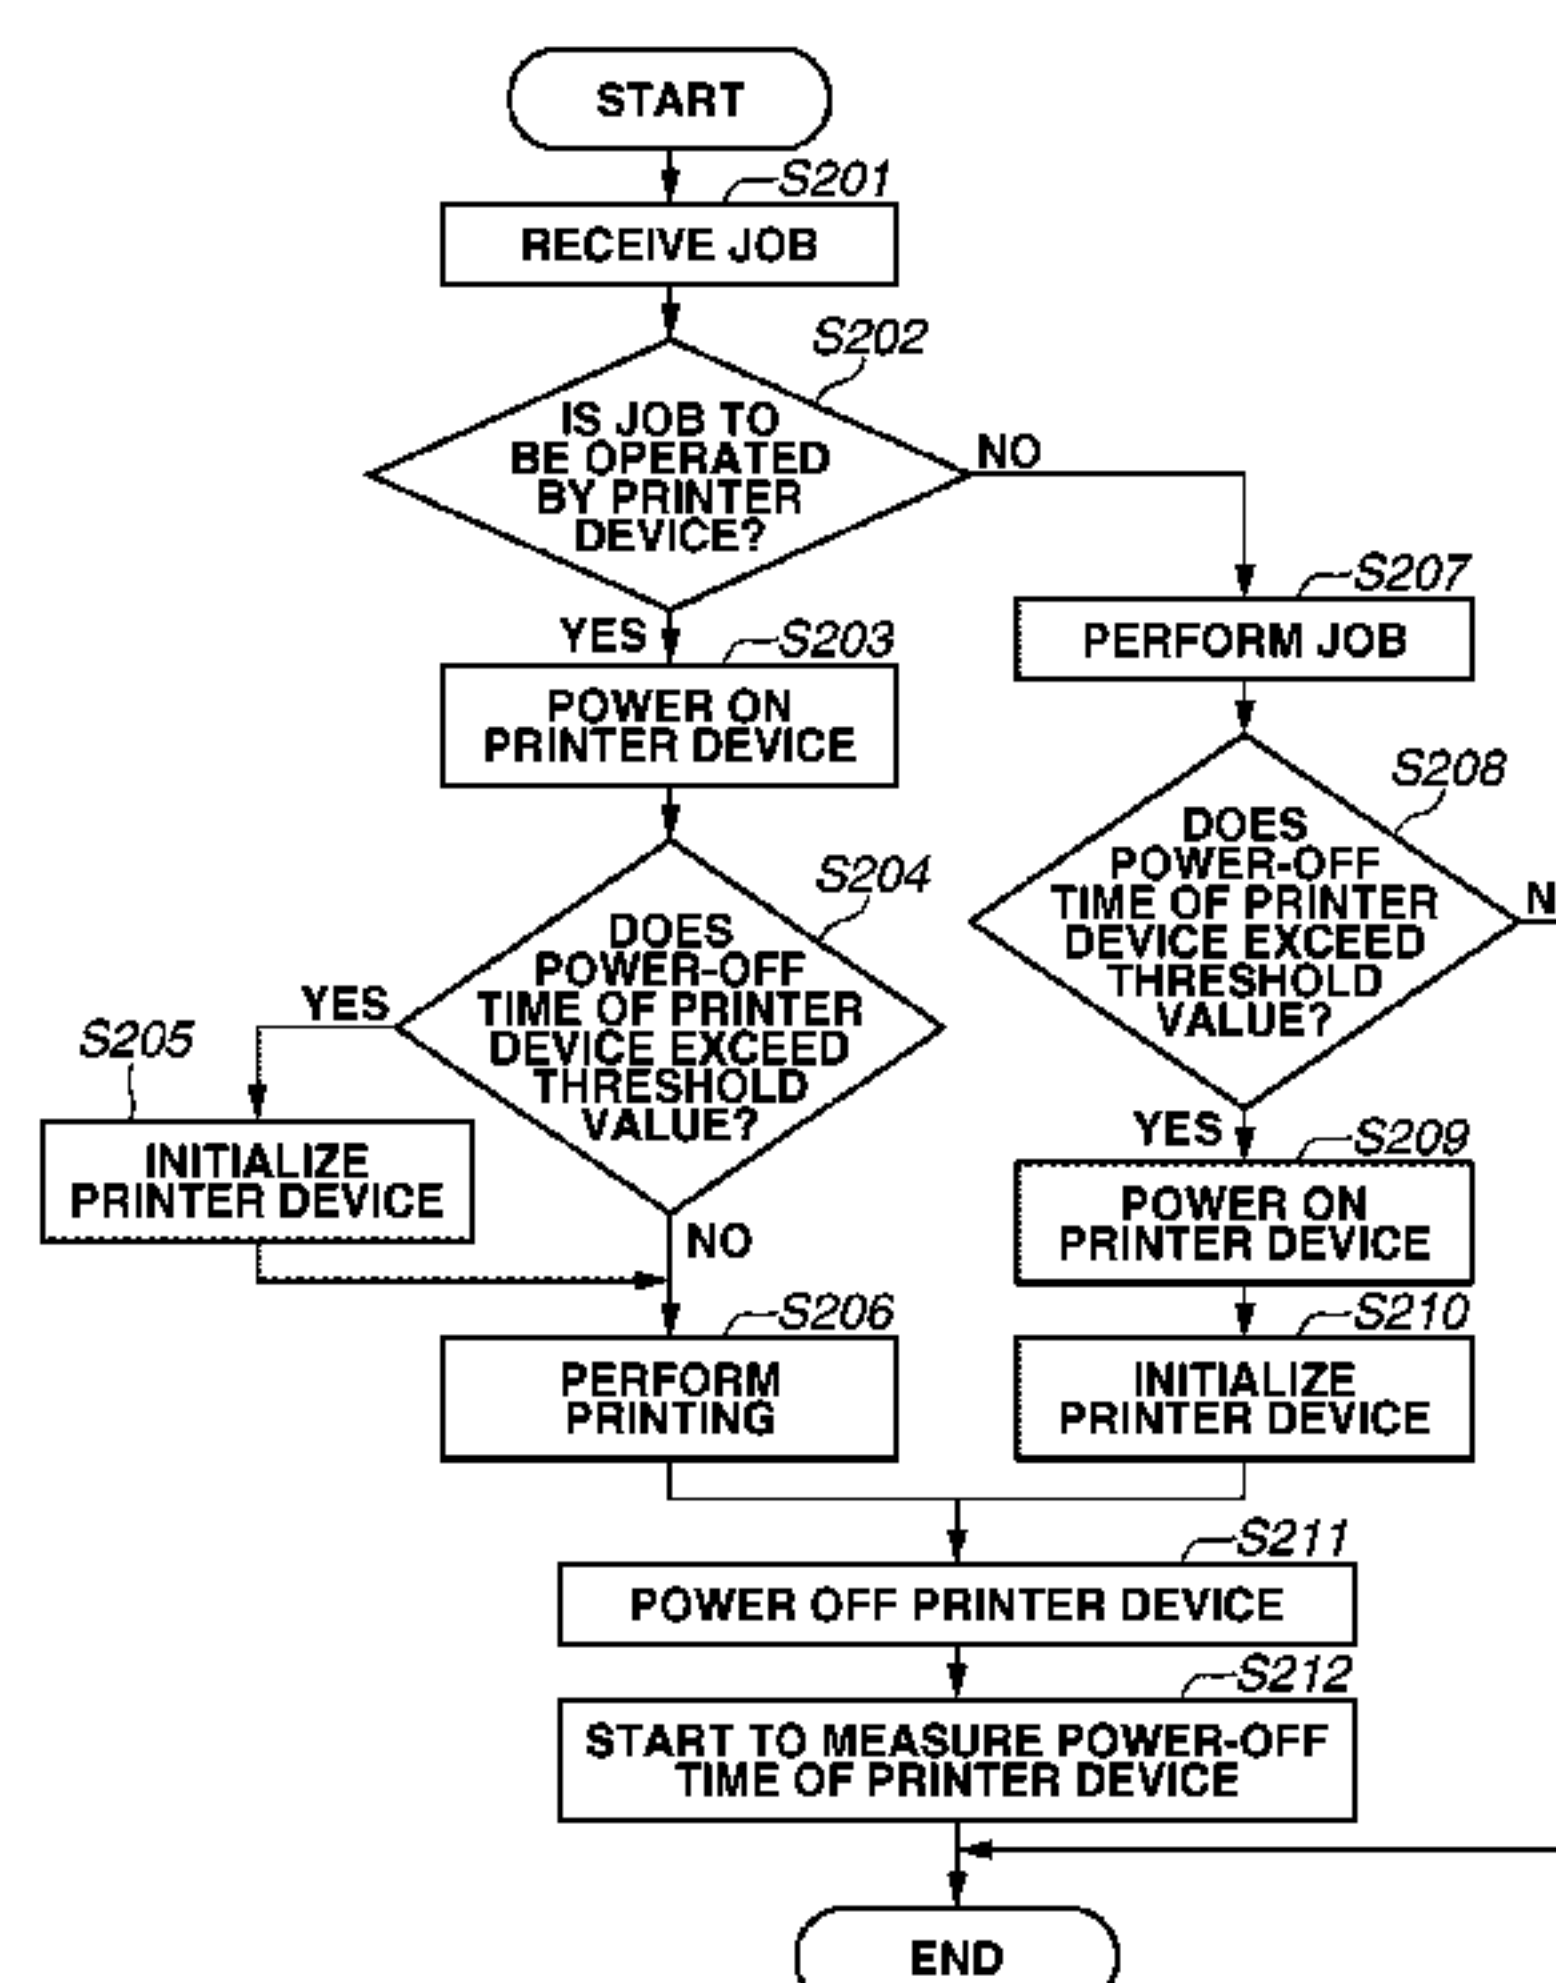 START
S201
RECEIVE JOB
S202
IS JOB TO
BE OPERATED
BY PRINTER
DEVICE?
NO
YES
S203
POWER ON
PRINTER DEVICE
S204
DOES
POWER-OFF
TIME OF PRINTER
DEVICE EXCEED
THRESHOLD
VALUE?
YES
S205
INITIALIZE
PRINTER DEVICE
NO
S206
PERFORM
PRINTING
S207
PERFORM JOB
S208
DOES
POWER-OFF
TIME OF PRINTER
DEVICE EXCEED
THRESHOLD
VALUE?
N
YES
S209
POWER ON
PRINTER DEVICE
S210
INITIALIZE
PRINTER DEVICE
S211
POWER OFF PRINTER DEVICE
S212
START TO MEASURE POWER-OFF
TIME OF PRINTER DEVICE
END